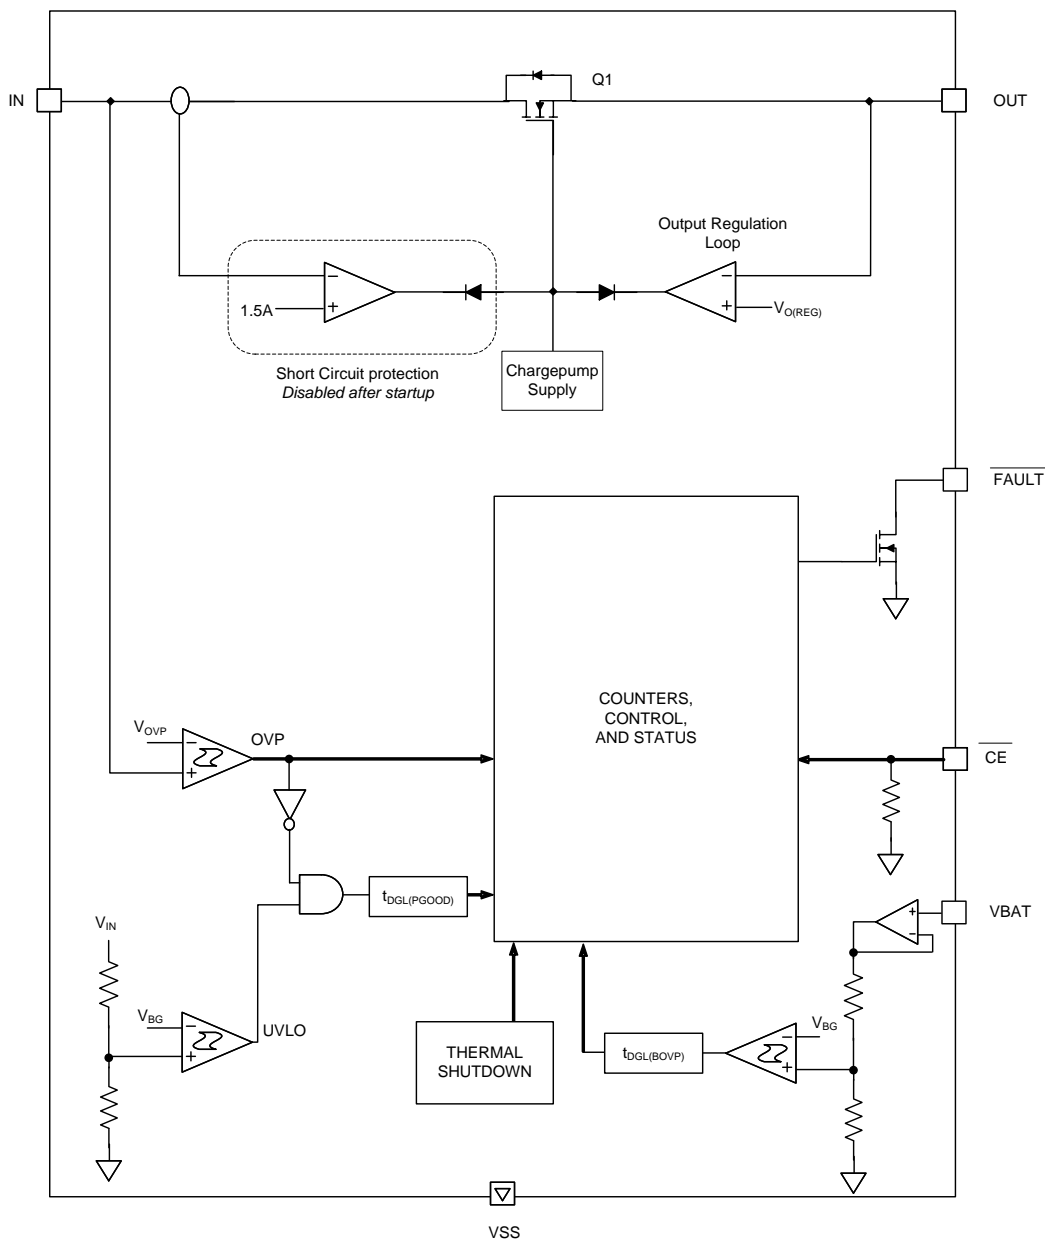 Q1
IN
OUT
Output Regulation
Loop
−
−
1.5A
+
+
V_O(REG)
Short Circuit protection
Disabled after startup
Chargepump
Supply
FAULT
COUNTERS,
CONTROL,
AND STATUS
V_OVP
−
OVP
+
CE
t_DGL(PGOOD)
VBAT
+
−
V_IN
V_BG
−
UVLO
+
THERMAL
SHUTDOWN
t_DGL(BOVP)
V_BG
−
+
VSS